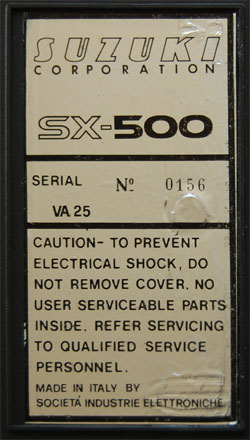 SUZUKI
CORPORATION
SX-500
SERIAL Nº 0156
VA 25
CAUTION- TO PREVENT
ELECTRICAL SHOCK, DO
NOT REMOVE COVER. NO
USER SERVICEABLE PARTS
INSIDE. REFER SERVICING
TO QUALIFIED SERVICE
PERSONNEL.
MADE IN ITALY BY
SOCIETÁ INDUSTRIE ELETTRONICHE